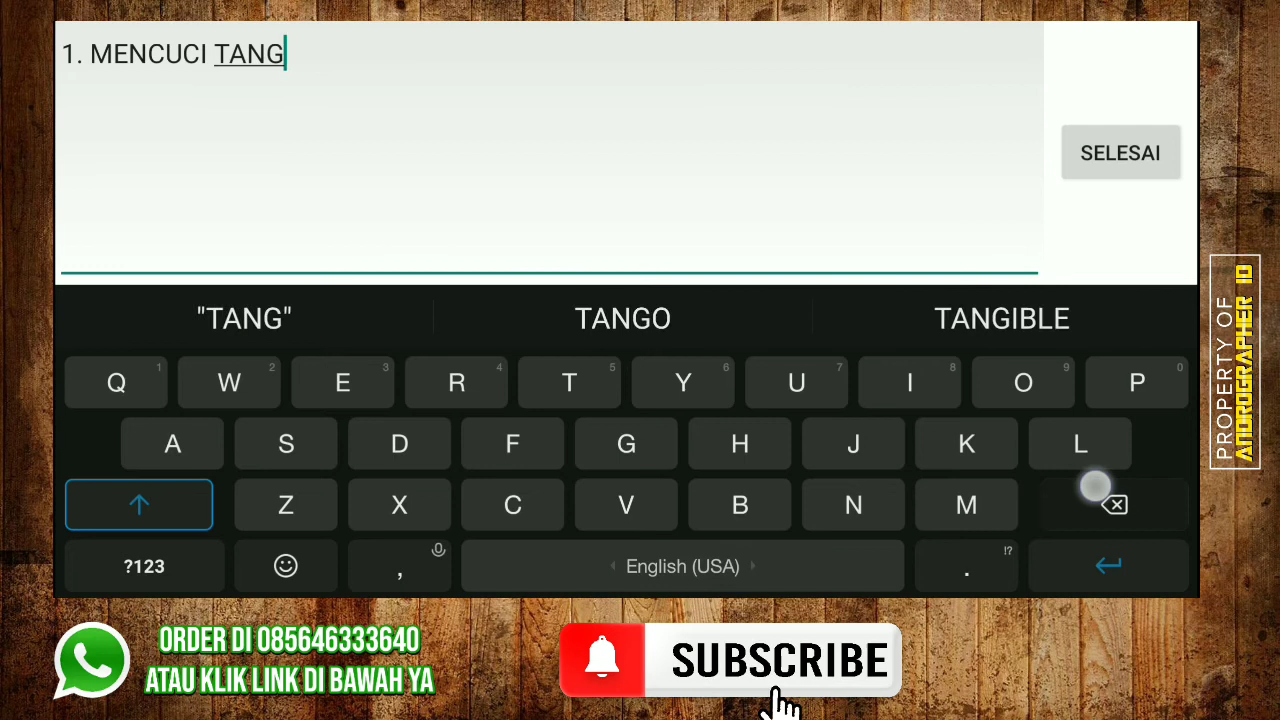 1. MENCUCI TANG
SELESAI
"TANG" TANGO TANGIBLE
Q 1 W 2 E 3 R 4 T 5 Y 6 U 7 I 8 O 9 P 0
A S D F G H J K L
Z X C V B N M
?123 , English (USA) . !?
PROPERTY OF
ANDROGRAPHER ID
ORDER DI 085646333640
ATAU KLIK LINK DI BAWAH YA
SUBSCRIBE